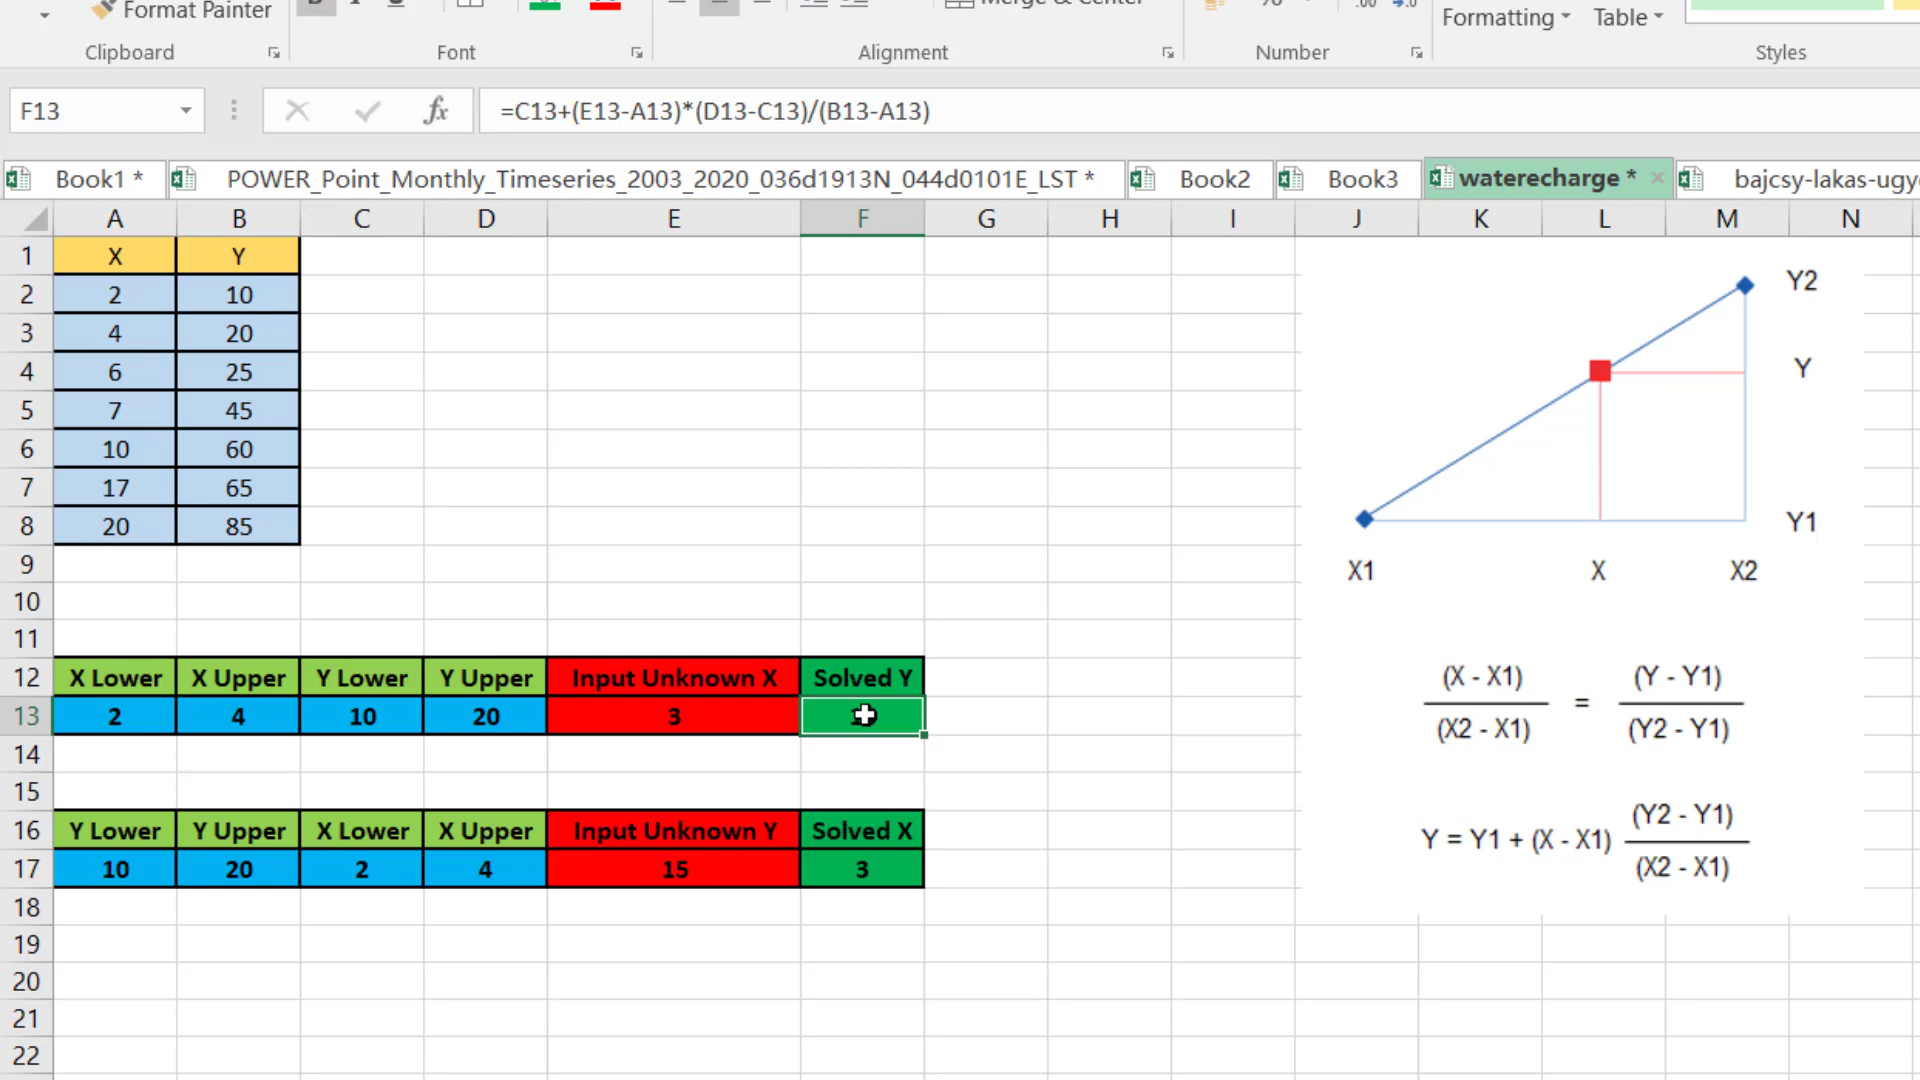 Format Painter
Merge & Center
Formatting
Table
Clipboard
Font
Alignment
Number
Styles
F13
fx
=C13+(E13-A13)*(D13-C13)/(B13-A13)
Book1 *
POWER_Point_Monthly_Timeseries_2003_2020_036d1913N_044d0101E_LST *
Book2
Book3
waterecharge *
bajcsy-lakas-ugy
A B C D E F G H I J K L M N
1 X Y
2 2 10
3 4 20
4 6 25
5 7 45
6 10 60
7 17 65
8 20 85
9
10
11
12 X Lower X Upper Y Lower Y Upper Input Unknown X Solved Y
13 2 4 10 20 3
14
15
16 Y Lower Y Upper X Lower X Upper Input Unknown Y Solved X
17 10 20 2 4 15 3
18
19
20
21
22
Y2
Y
Y1
X1 X X2
(X - X1) (Y - Y1)
=
(X2 - X1) (Y2 - Y1)
(Y2 - Y1)
Y = Y1 + (X - X1)
(X2 - X1)